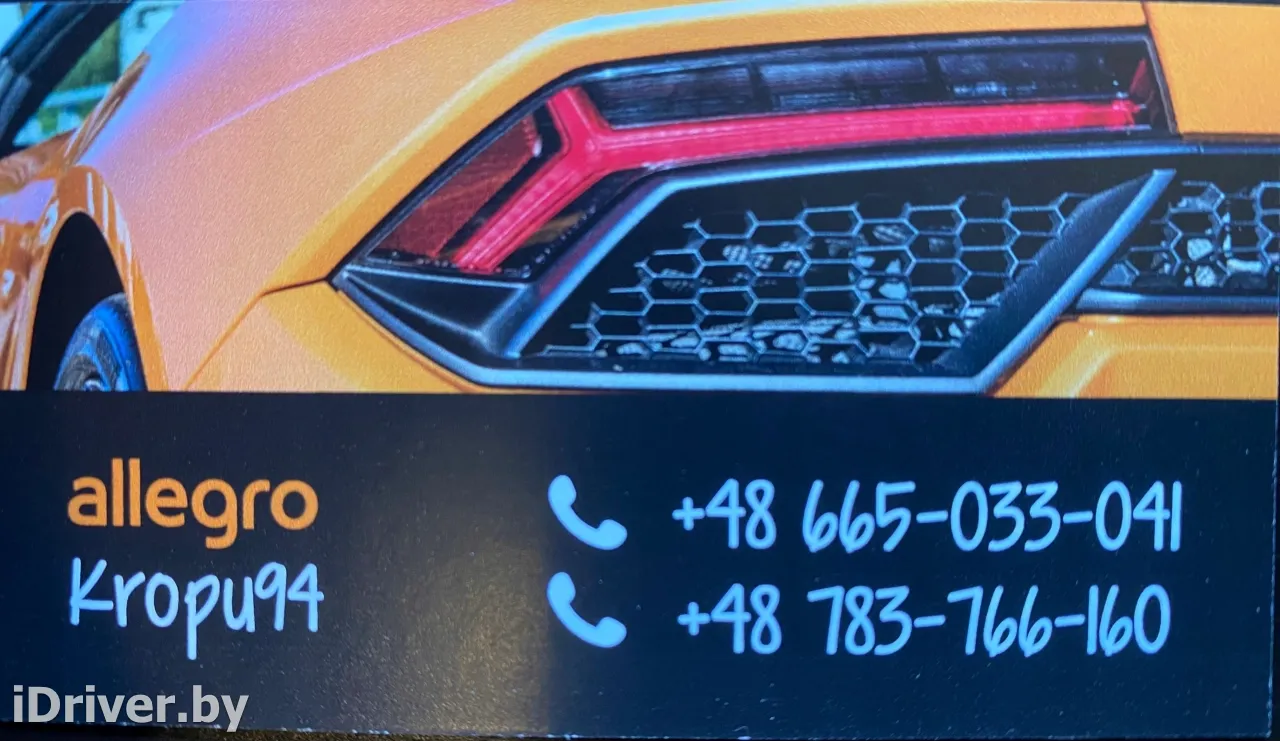 allegro
Kropu94
+48 665-033-041
+48 783-766-160
iDriver.by